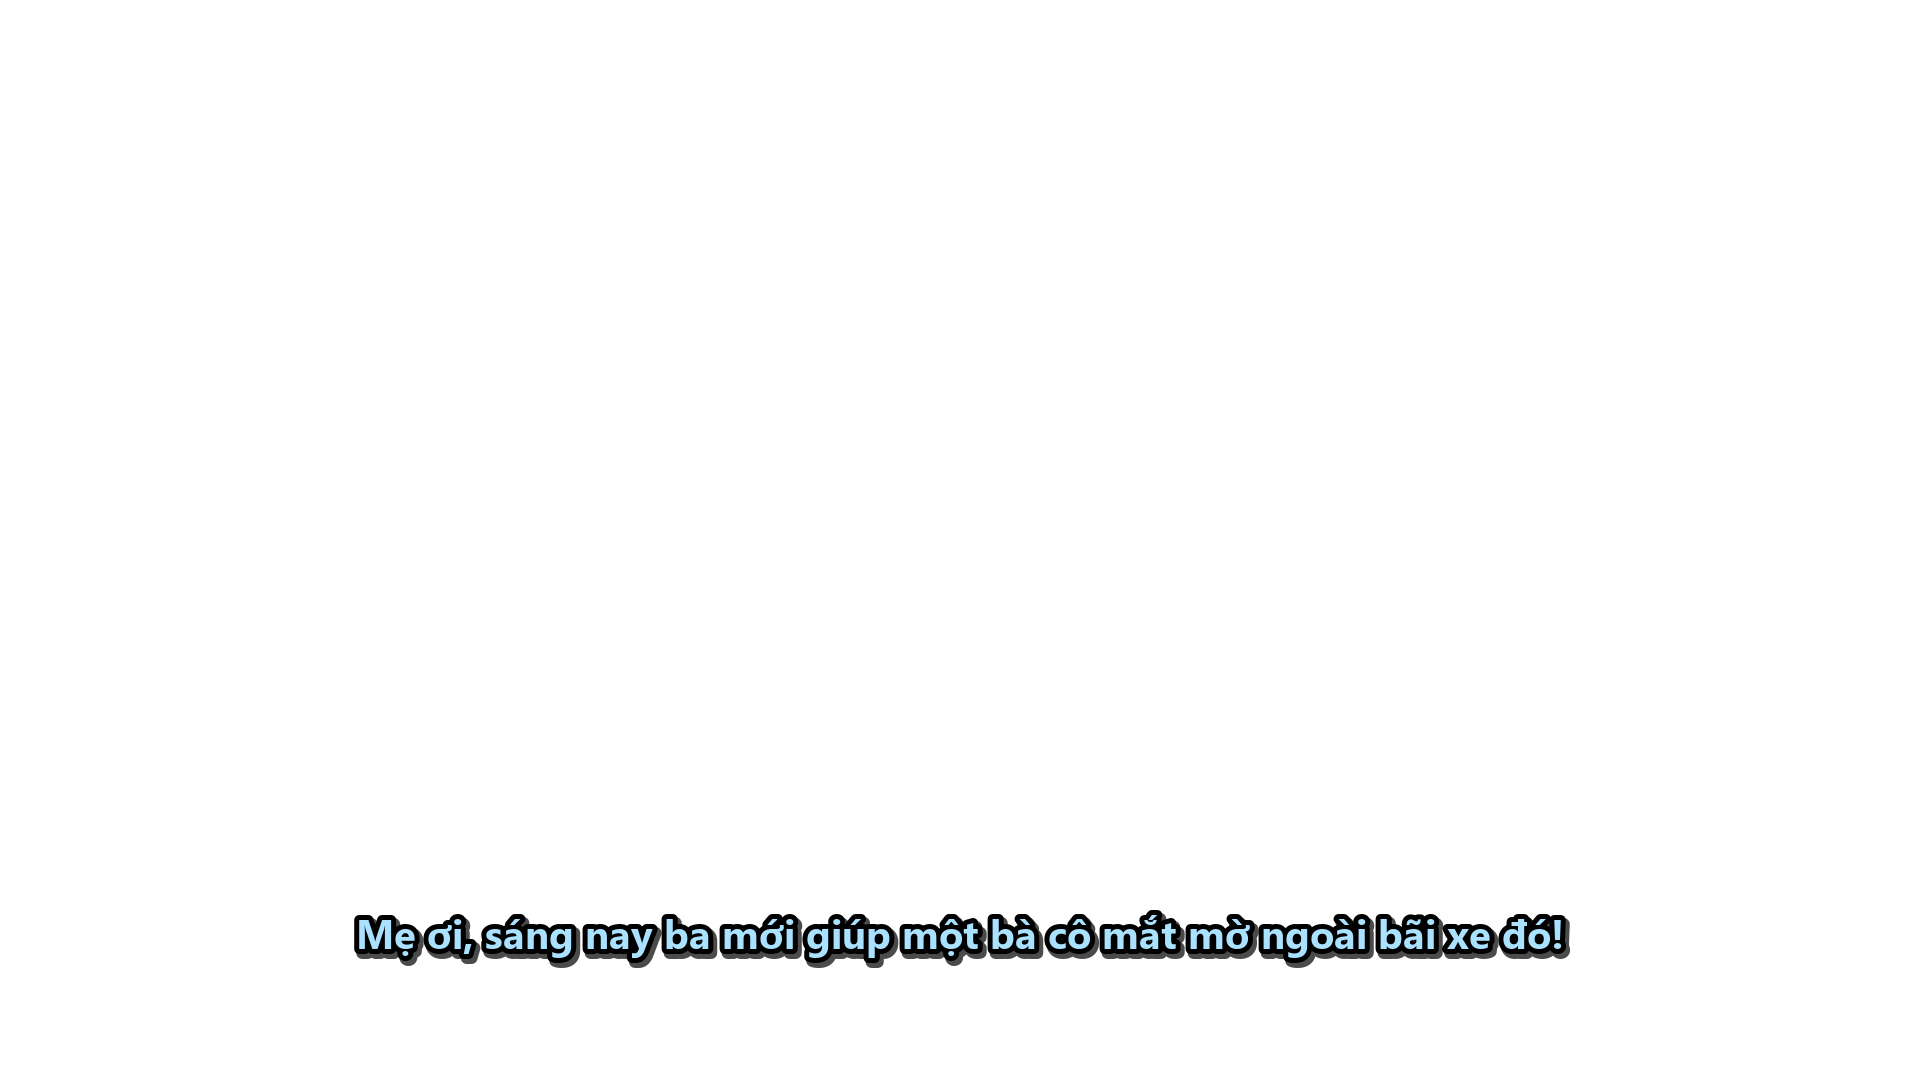 Mẹ ơi, sáng nay ba mới giúp một bà cô mắt mờ ngoài bãi xe đó!